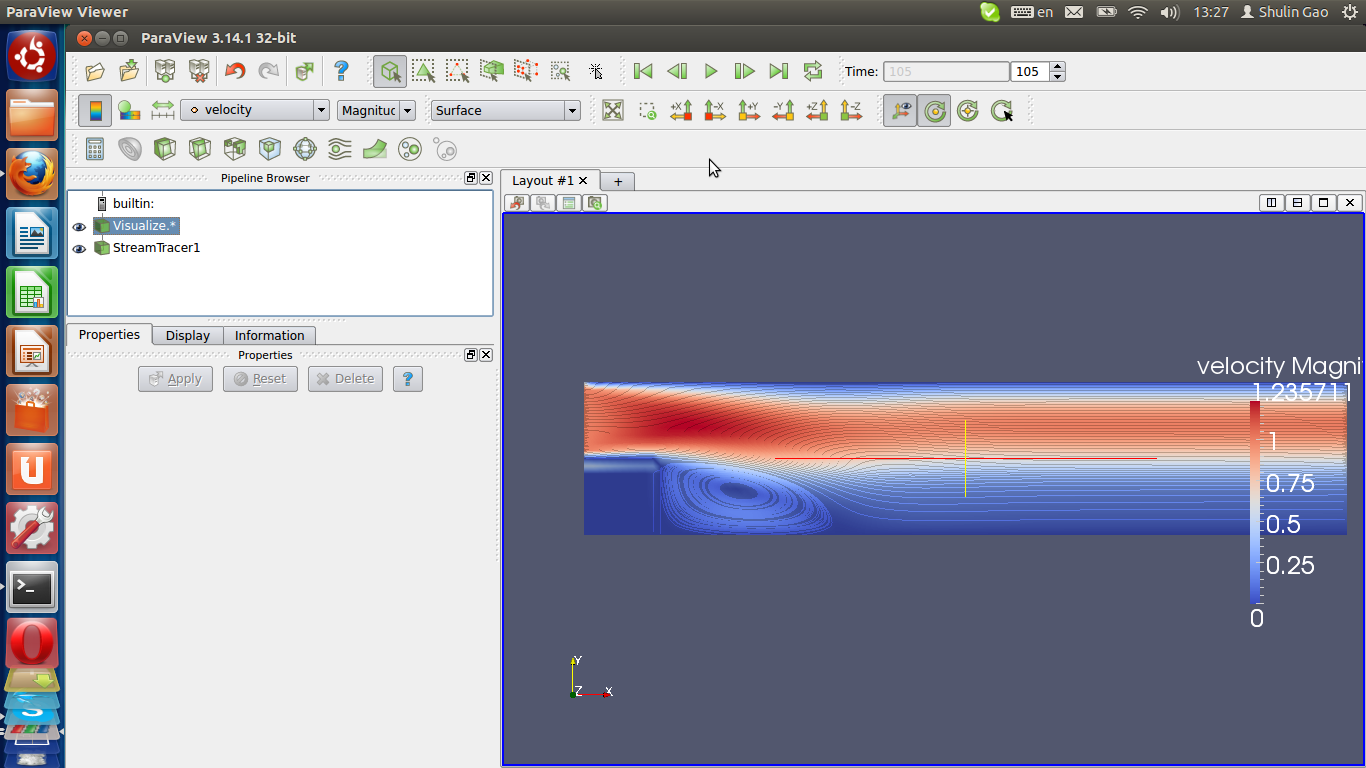 ParaView Viewer
en
13:27
Shulin Gao
ParaView 3.14.1 32-bit
Time:
105
105
velocity
Magnituc
Surface
+X
-X
+Y
-Y
+Z
-Z
Pipeline Browser
Layout #1
builtin:
Visualize.*
StreamTracer1
Properties
Display
Information
Properties
Apply
Reset
Delete
?
velocity Magni
1.235711
1
0.75
0.5
0.25
0
Y
Z
X